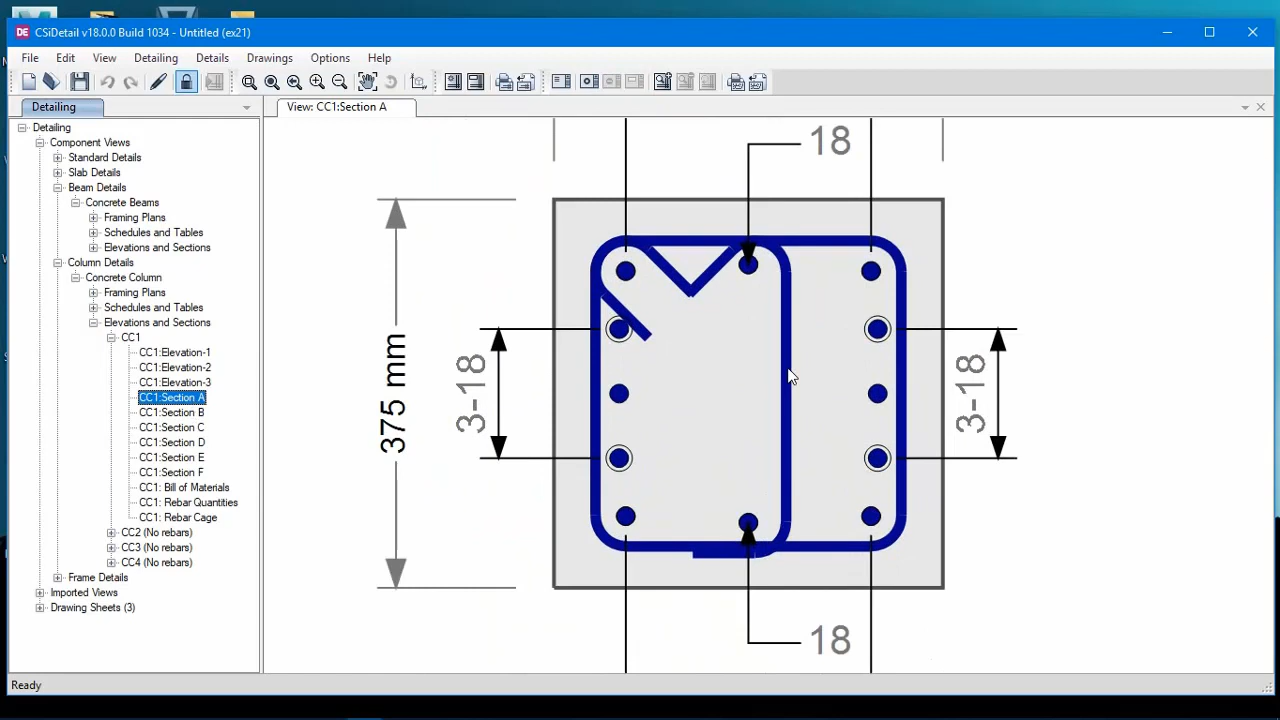 CSiDetail v18.0.0 Build 1034 - Untitled (ex21)
File Edit View Detailing Details Drawings Options Help
Detailing
View: CC1:Section A
Detailing
Component Views
Standard Details
Slab Details
Beam Details
Concrete Beams
Framing Plans
Schedules and Tables
Elevations and Sections
Column Details
Concrete Column
Framing Plans
Schedules and Tables
Elevations and Sections
CC1
CC1:Elevation-1
CC1:Elevation-2
CC1:Elevation-3
CC1:Section A
CC1:Section B
CC1:Section C
CC1:Section D
CC1:Section E
CC1:Section F
CC1: Bill of Materials
CC1: Rebar Quantities
CC1: Rebar Cage
CC2 (No rebars)
CC3 (No rebars)
CC4 (No rebars)
Frame Details
Imported Views
Drawing Sheets (3)
18
375 mm
3-18
3-18
18
Ready